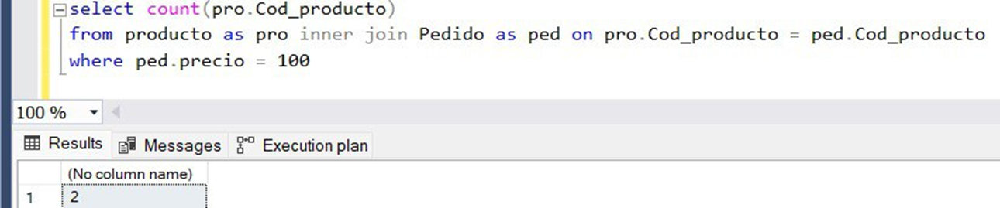 select count(pro.Cod_producto)
from producto as pro inner join Pedido as ped on pro.Cod_producto = ped.Cod_producto
where ped.precio = 100
100 %
Results Messages Execution plan
(No column name)
1 2